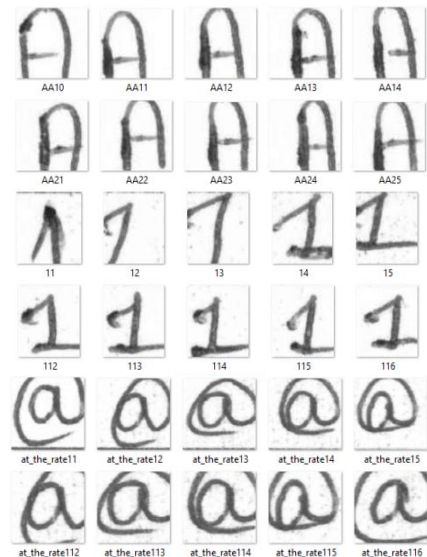 A A A A A
AA10 AA11 AA12 AA13 AA14
A A A A A
AA21 AA22 AA23 AA24 AA25
1 1 1 1 1
11 12 13 14 15
1 1 1 1 1
112 113 114 115 116
@ @ @ @ @
at_the_rate11 at_the_rate12 at_the_rate13 at_the_rate14 at_the_rate15
@ @ @ @ @
at_the_rate112 at_the_rate113 at_the_rate114 at_the_rate115 at_the_rate116